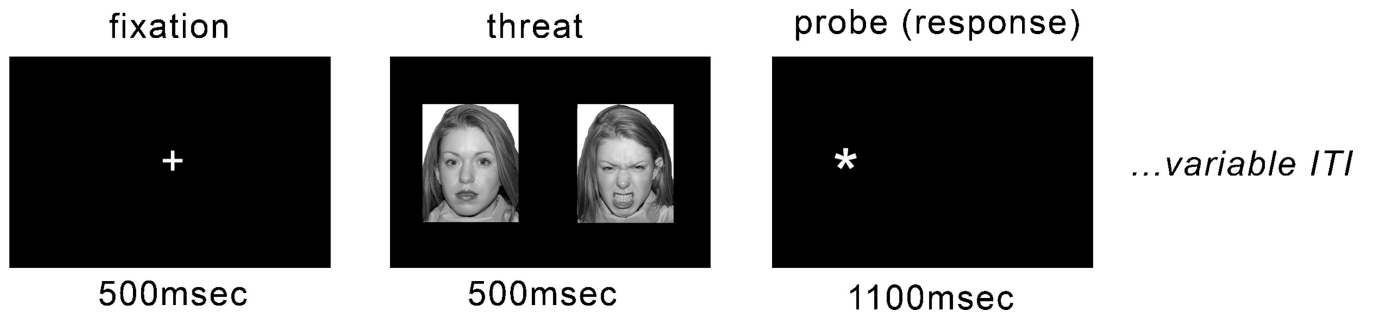 fixation
threat
probe (response)
+
*
...variable ITI
500msec
500msec
1100msec